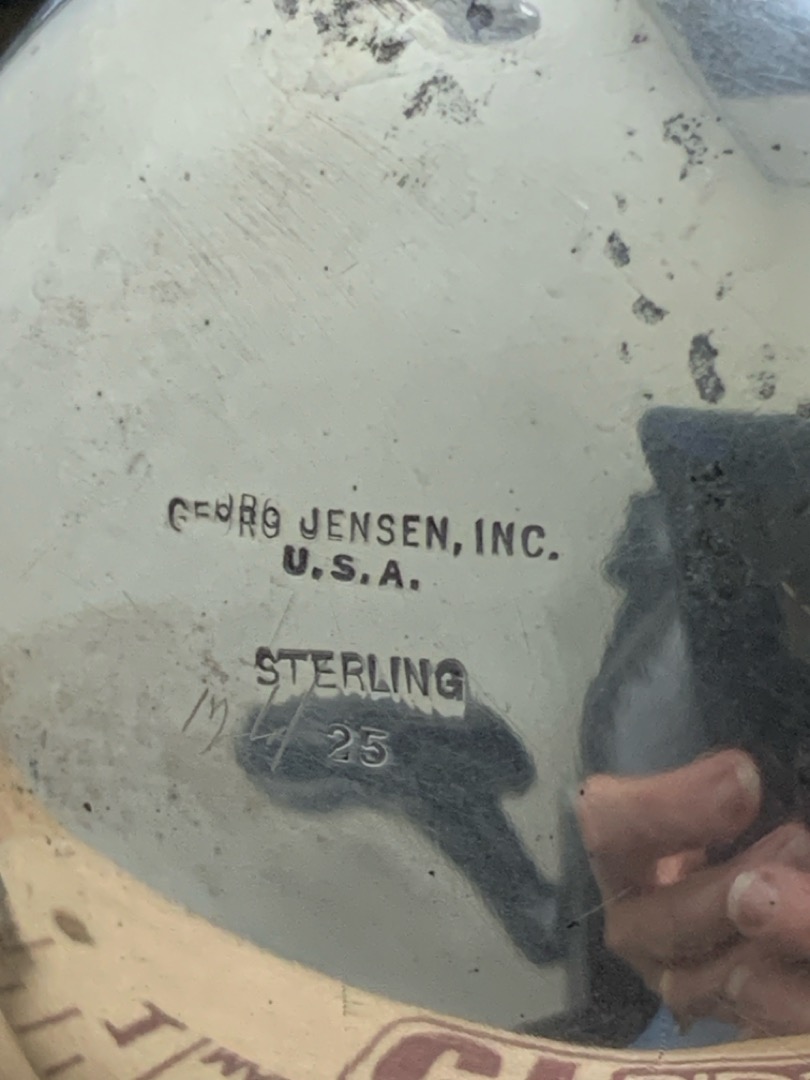 GEORG JENSEN, INC.
U.S.A.
STERLING
25